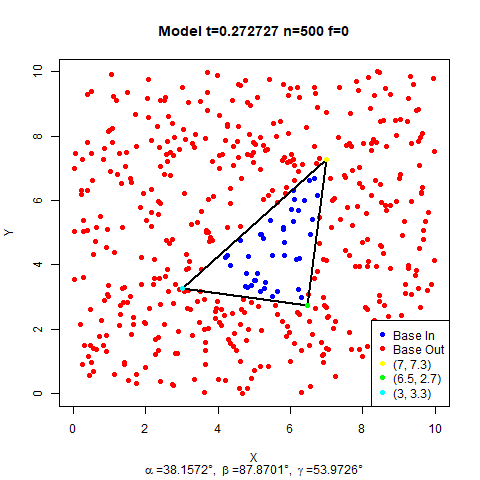 Model t=0.272727 n=500 f=0
10
8
6
4
2
0
Y
Base In
Base Out
(7, 7.3)
(6.5, 2.7)
(3, 3.3)
0 2 4 6 8 10
X
α=38.1572°, β=87.8701°, γ=53.9726°